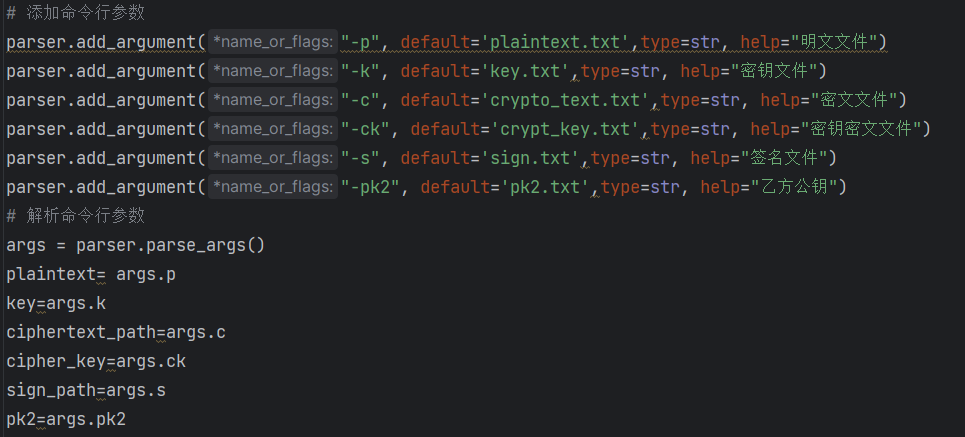 # 添加命令行参数
parser.add_argument( *name_or_flags: "-p", default='plaintext.txt',type=str, help="明文文件")
parser.add_argument( *name_or_flags: "-k", default='key.txt',type=str, help="密钥文件")
parser.add_argument( *name_or_flags: "-c", default='crypto_text.txt',type=str, help="密文文件")
parser.add_argument( *name_or_flags: "-ck", default='crypt_key.txt',type=str, help="密钥密文文件")
parser.add_argument( *name_or_flags: "-s", default='sign.txt',type=str, help="签名文件")
parser.add_argument( *name_or_flags: "-pk2", default='pk2.txt',type=str, help="乙方公钥")
# 解析命令行参数
args = parser.parse_args()
plaintext= args.p
key=args.k
ciphertext_path=args.c
cipher_key=args.ck
sign_path=args.s
pk2=args.pk2